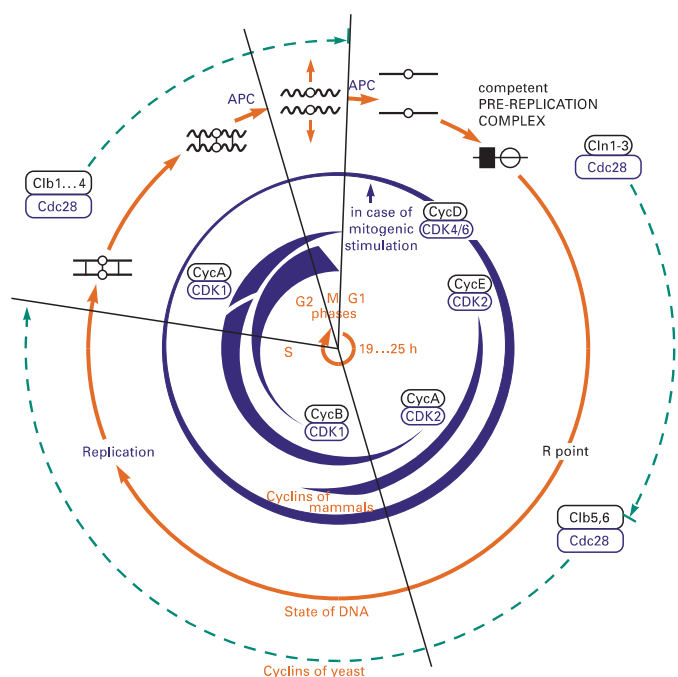 APC
APC
competent
PRE-REPLICATION
COMPLEX
Cln1-3
Cdc28
Clb1...4
Cdc28
in case of
mitogenic
stimulation
CycD
CDK4/6
CycA
CDK1
CycE
CDK2
G2 M G1
phases
S
19...25 h
CycB
CDK1
CycA
CDK2
Replication
R point
Cyclins of
mammals
Clb5,6
Cdc28
State of DNA
Cyclins of yeast